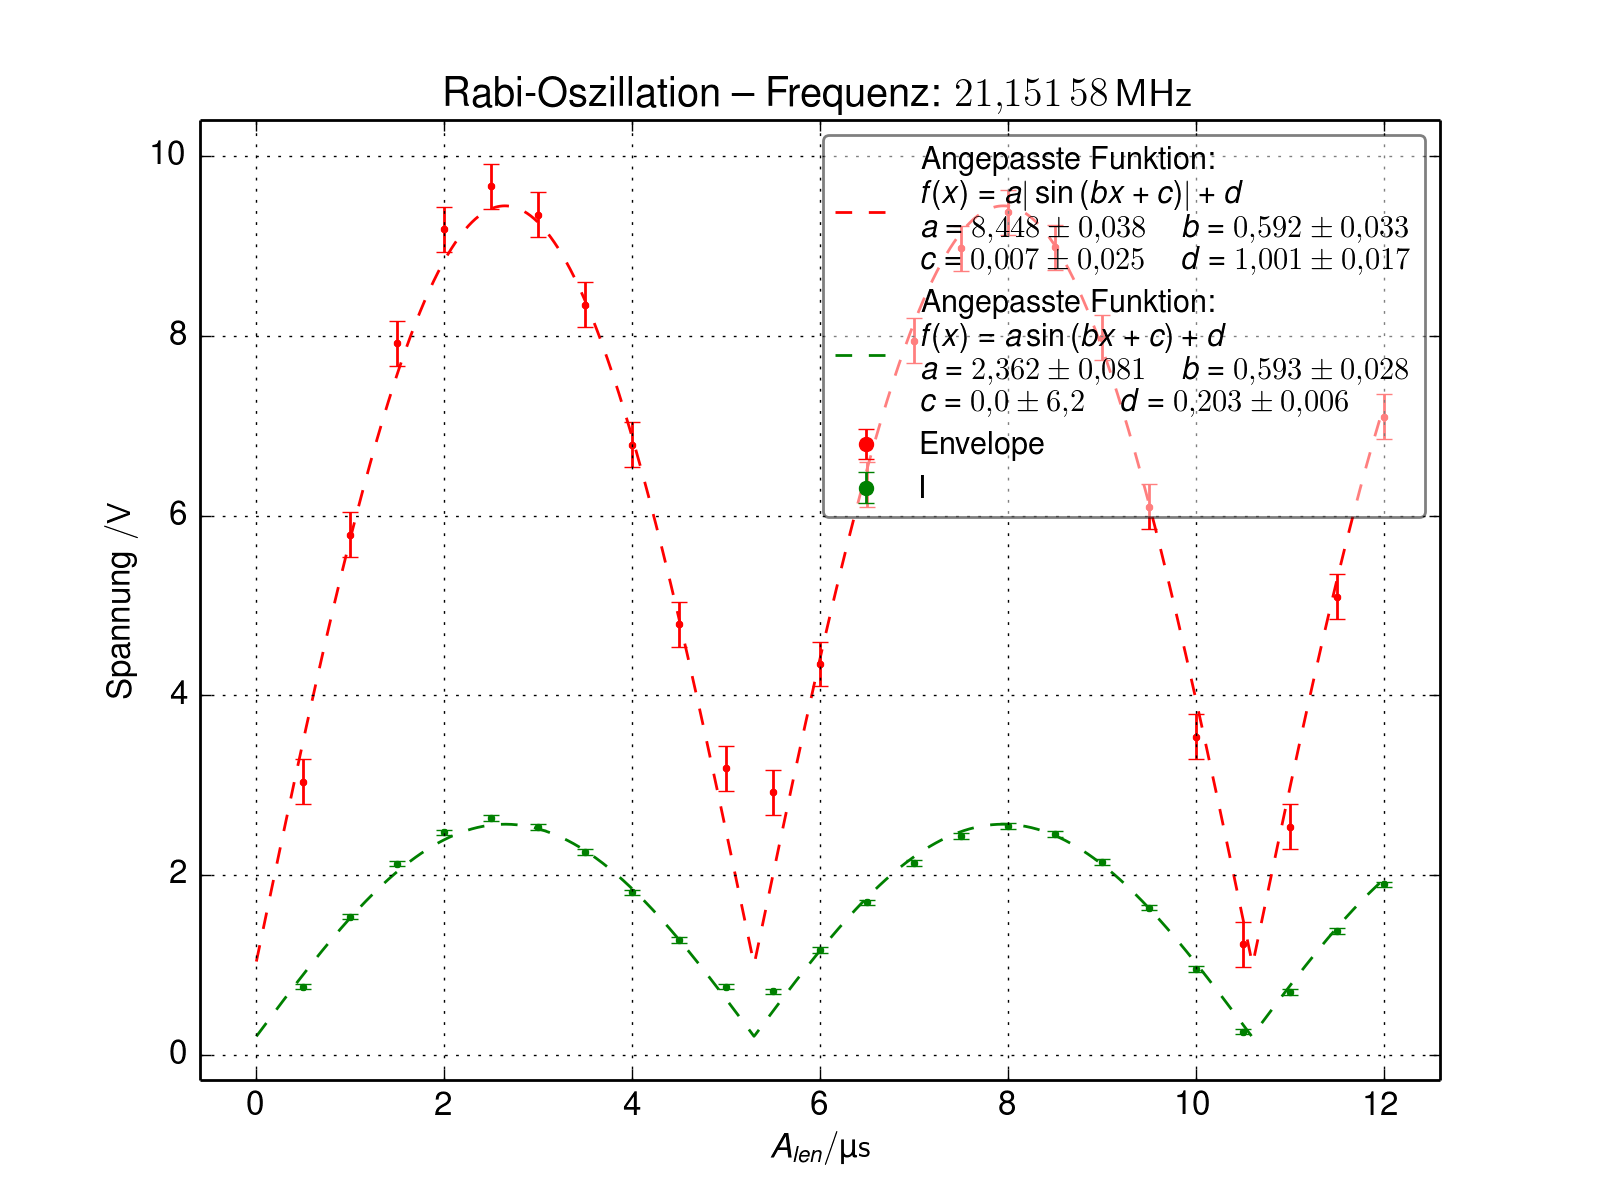 Rabi-Oszillation – Frequenz: 21,151 58 MHz
Angepasste Funktion:
f(x) = a| sin (bx + c)| + d
a = 8,448 ± 0,038 b = 0,592 ± 0,033
c = 0,007 ± 0,025 d = 1,001 ± 0,017
Angepasste Funktion:
f(x) = a sin (bx + c) + d
a = 2,362 ± 0,081 b = 0,593 ± 0,028
c = 0,0 ± 6,2 d = 0,203 ± 0,006
Envelope
I
Spannung /V
10
8
6
4
2
0
0 2 4 6 8 10 12
A_len/µs